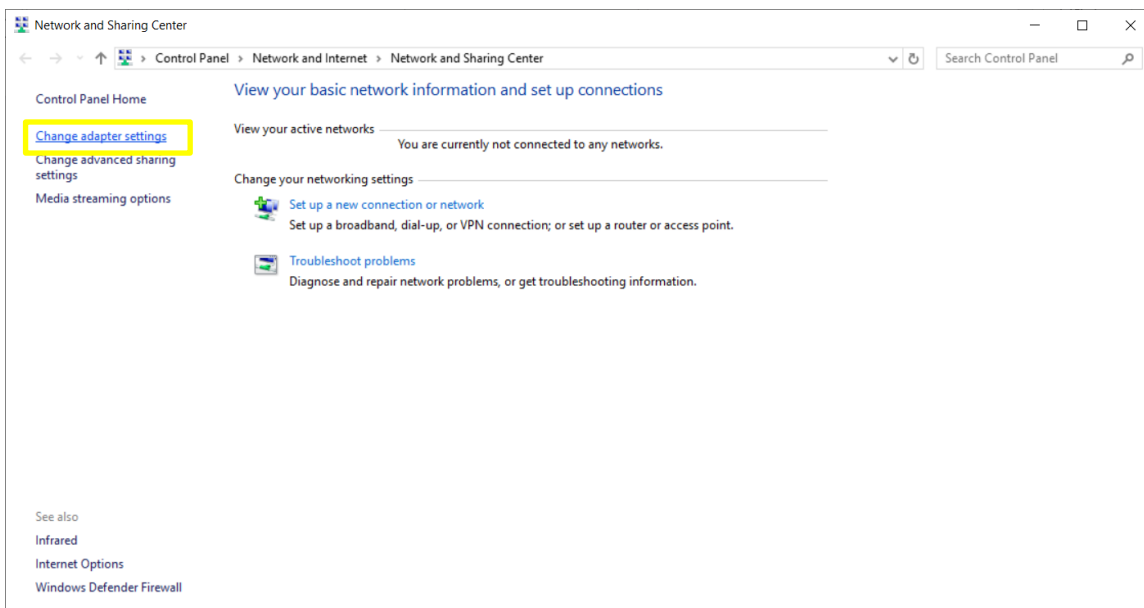 Network and Sharing Center
Control Panel > Network and Internet > Network and Sharing Center
Search Control Panel
Control Panel Home
Change adapter settings
Change advanced sharing
settings
Media streaming options
View your basic network information and set up connections
View your active networks
You are currently not connected to any networks.
Change your networking settings
Set up a new connection or network
Set up a broadband, dial-up, or VPN connection; or set up a router or access point.
Troubleshoot problems
Diagnose and repair network problems, or get troubleshooting information.
See also
Infrared
Internet Options
Windows Defender Firewall